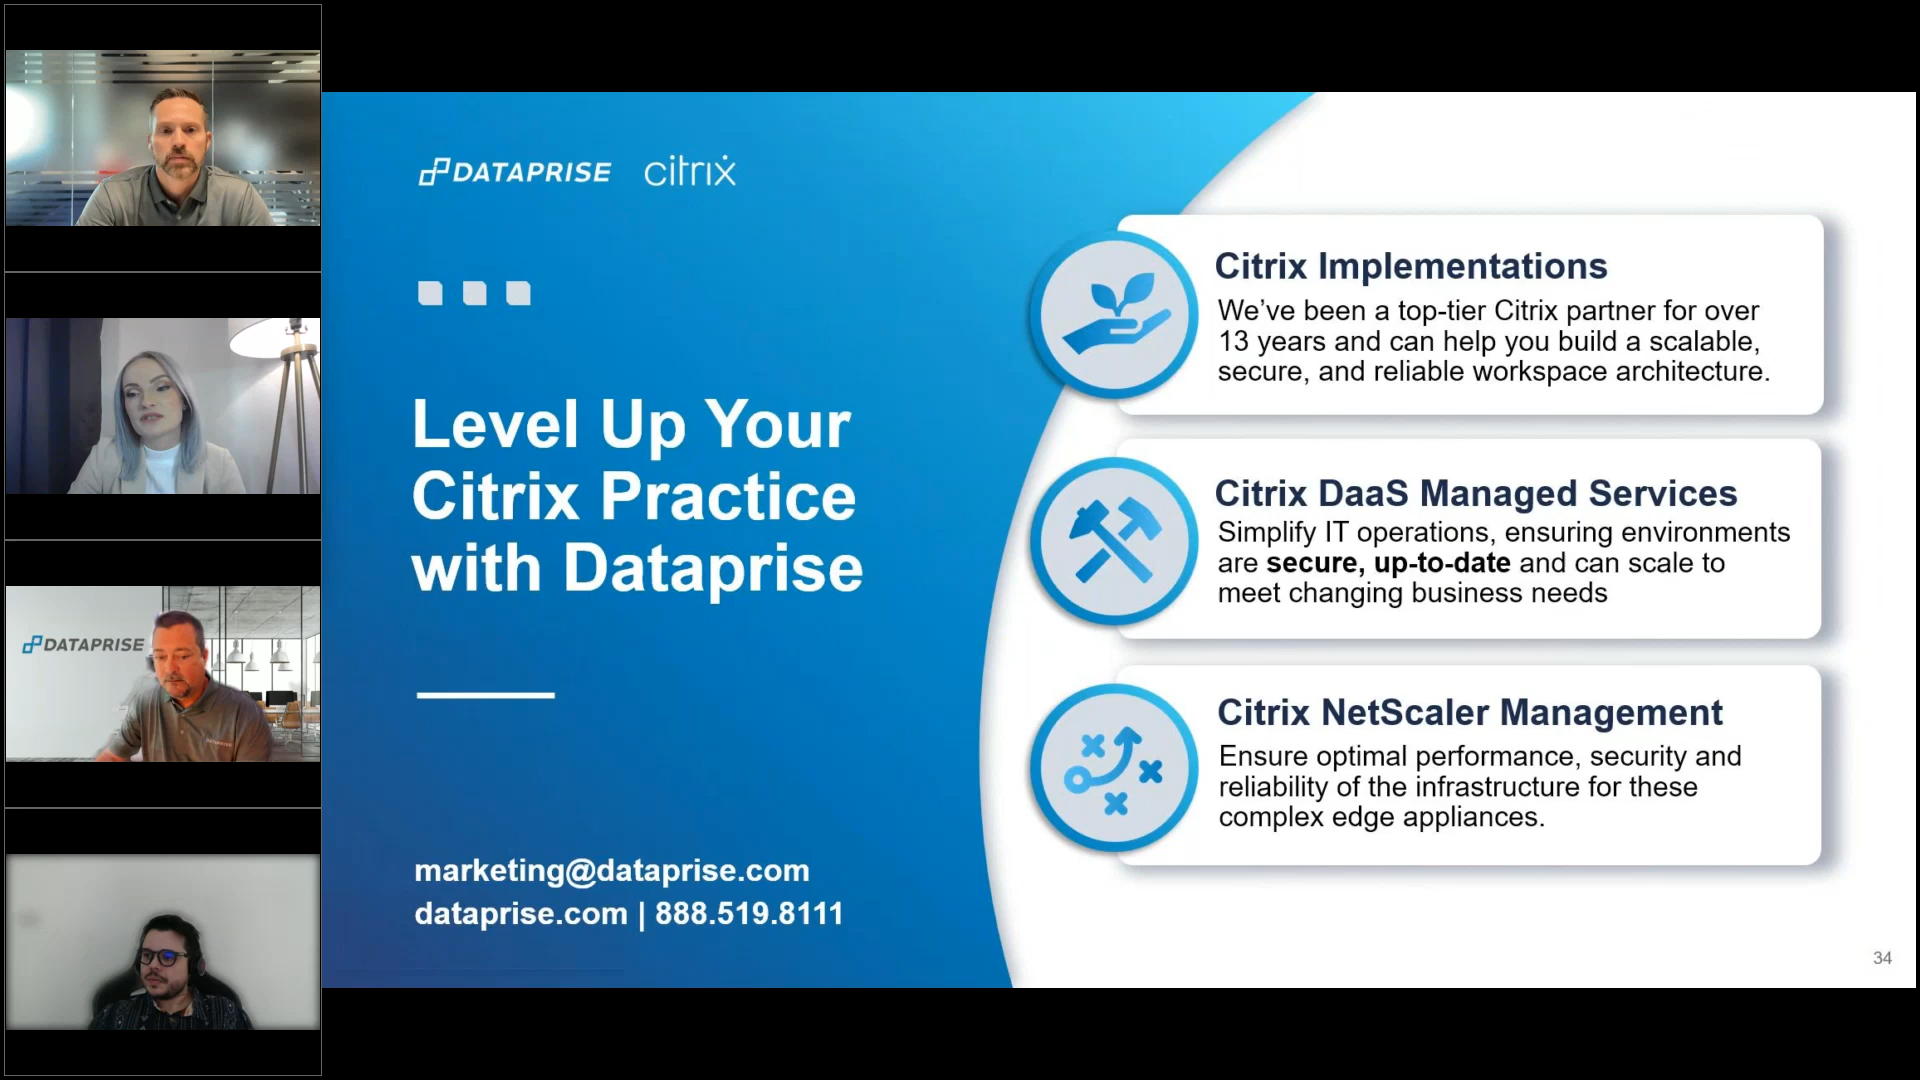 DATAPRISE citrix
Level Up Your
Citrix Practice
with Dataprise
marketing@dataprise.com
dataprise.com | 888.519.8111
Citrix Implementations
We’ve been a top-tier Citrix partner for over
13 years and can help you build a scalable,
secure, and reliable workspace architecture.
Citrix DaaS Managed Services
Simplify IT operations, ensuring environments
are secure, up-to-date and can scale to
meet changing business needs
Citrix NetScaler Management
Ensure optimal performance, security and
reliability of the infrastructure for these
complex edge appliances.
34
DATAPRISE